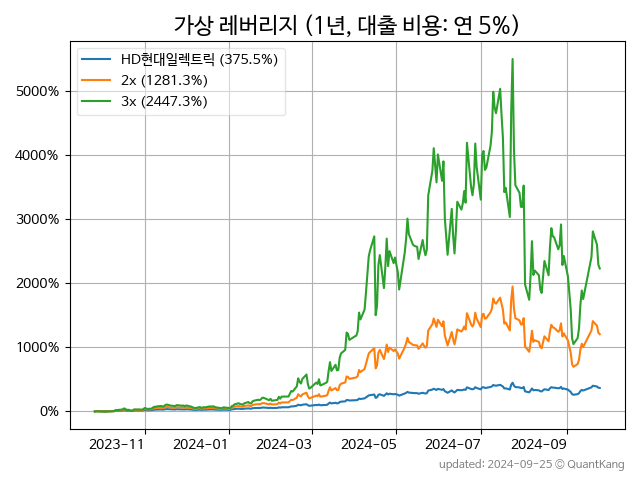 가상 레버리지 (1년, 대출 비용: 연 5%)
HD현대일렉트릭 (375.5%)
2x (1281.3%)
3x (2447.3%)
5000%
4000%
3000%
2000%
1000%
0%
2023-11 2024-01 2024-03 2024-05 2024-07 2024-09
updated: 2024-09-25 © QuantKang